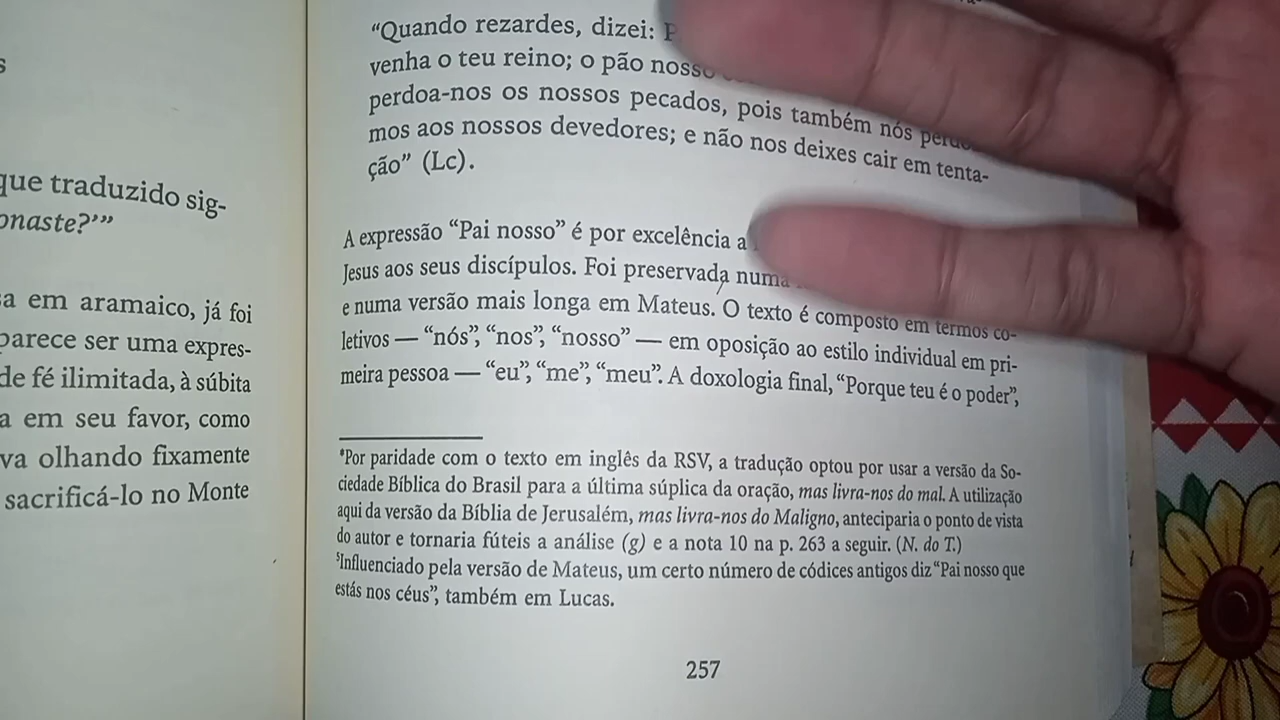 s
que traduzido sig-
onaste?’”
sa em aramaico, já foi
parece ser uma expres-
de fé ilimitada, à súbita
a em seu favor, como
va olhando fixamente
sacrificá-lo no Monte
“Quando rezardes, dizei:
venha o teu reino; o pão nosso
perdoa-nos os nossos pecados, pois também nós
mos aos nossos devedores; e não nos deixes cair em tenta-
ção” (Lc).
A expressão “Pai nosso” é por excelência a
Jesus aos seus discípulos. Foi preservada numa
e numa versão mais longa em Mateus. O texto é composto em termos co-
letivos — “nós”, “nos”, “nosso” — em oposição ao estilo individual em pri-
meira pessoa — “eu”, “me”, “meu”. A doxologia final, “Porque teu é o poder”,
*Por paridade com o texto em inglês da RSV, a tradução optou por usar a versão da So-
ciedade Bíblica do Brasil para a última súplica da oração, mas livra-nos do mal. A utilização
aqui da versão da Bíblia de Jerusalém, mas livra-nos do Maligno, anteciparia o ponto de vista
do autor e tornaria fúteis a análise (g) e a nota 10 na p. 263 a seguir. (N. do T.)
⁵Influenciado pela versão de Mateus, um certo número de códices antigos diz “Pai nosso que
estás nos céus”, também em Lucas.
257